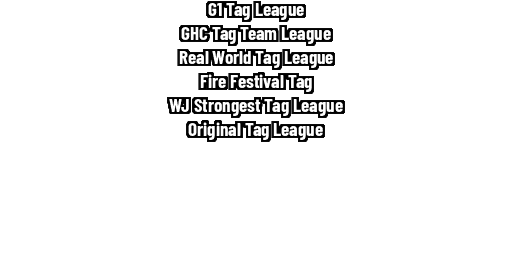 G1 Tag League
GHC Tag Team League
Real World Tag League
Fire Festival Tag
WJ Strongest Tag League
Original Tag League